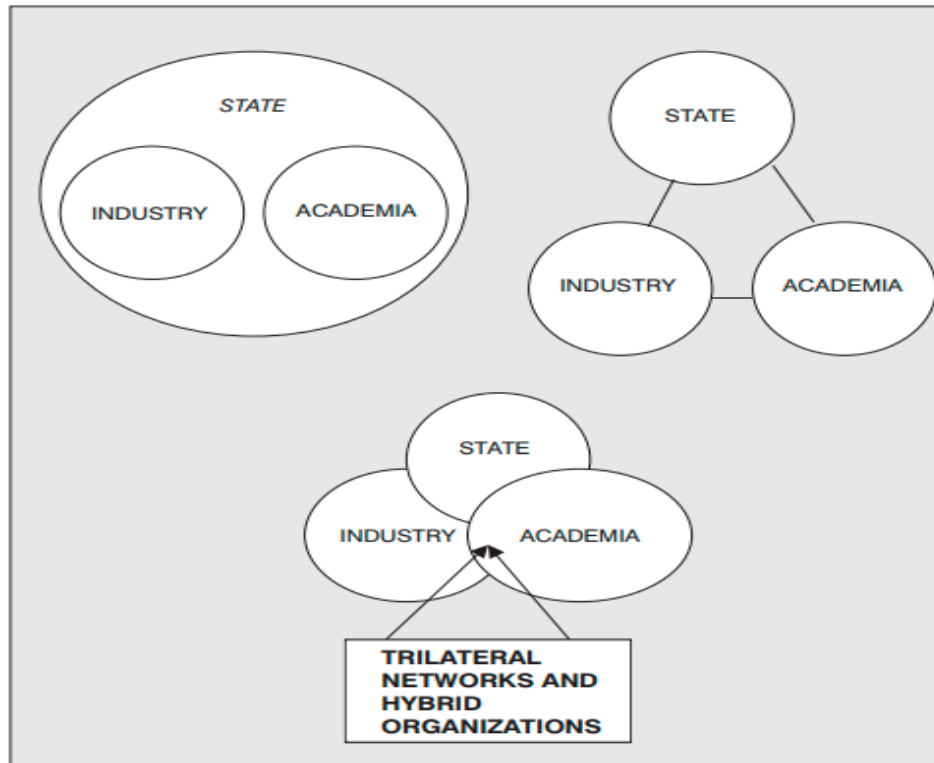 STATE
INDUSTRY
ACADEMIA
STATE
INDUSTRY
ACADEMIA
STATE
INDUSTRY
ACADEMIA
TRILATERAL
NETWORKS AND
HYBRID
ORGANIZATIONS